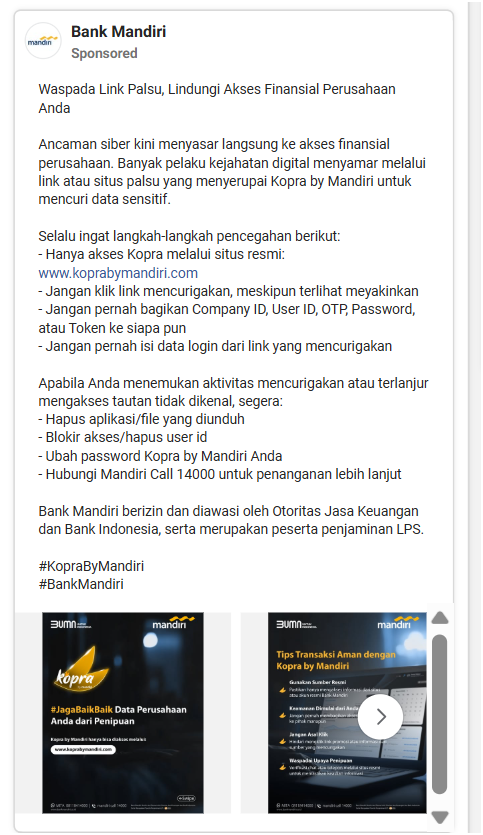 mandiri
Bank Mandiri
Sponsored
Waspada Link Palsu, Lindungi Akses Finansial Perusahaan
Anda
Ancaman siber kini menyasar langsung ke akses finansial
perusahaan. Banyak pelaku kejahatan digital menyamar melalui
link atau situs palsu yang menyerupai Kopra by Mandiri untuk
mencuri data sensitif.
Selalu ingat langkah-langkah pencegahan berikut:
- Hanya akses Kopra melalui situs resmi:
www.koprabymandiri.com
- Jangan klik link mencurigakan, meskipun terlihat meyakinkan
- Jangan pernah bagikan Company ID, User ID, OTP, Password,
atau Token ke siapa pun
- Jangan pernah isi data login dari link yang mencurigakan
Apabila Anda menemukan aktivitas mencurigakan atau terlanjur
mengakses tautan tidak dikenal, segera:
- Hapus aplikasi/file yang diunduh
- Blokir akses/hapus user id
- Ubah password Kopra by Mandiri Anda
- Hubungi Mandiri Call 14000 untuk penanganan lebih lanjut
Bank Mandiri berizin dan diawasi oleh Otoritas Jasa Keuangan
dan Bank Indonesia, serta merupakan peserta penjaminan LPS.
#KopraByMandiri
#BankMandiri
BUMN
mandiri
kopra
#JagaBaikBaik Data Perusahaan
Anda dari Penipuan
Kopra by Mandiri hanya bisa diakses melalui:
www.koprabymandiri.com
mandiri call 14000
BUMN
mandiri
Tips Transaksi Aman dengan
Kopra by Mandiri
Gunakan Sumber Resmi
Keamanan Dimulai dari Anda
Jangan Asal Klik
Waspadai Upaya Penipuan
mandiri call 14000